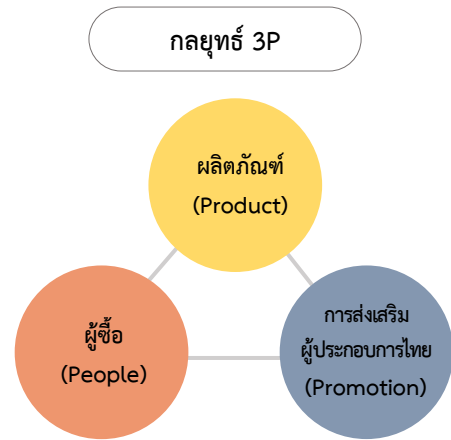 กลยุทธ์ 3P
ผลิตภัณฑ์
(Product)
ผู้ซื้อ
(People)
การส่งเสริม
ผู้ประกอบการไทย
(Promotion)